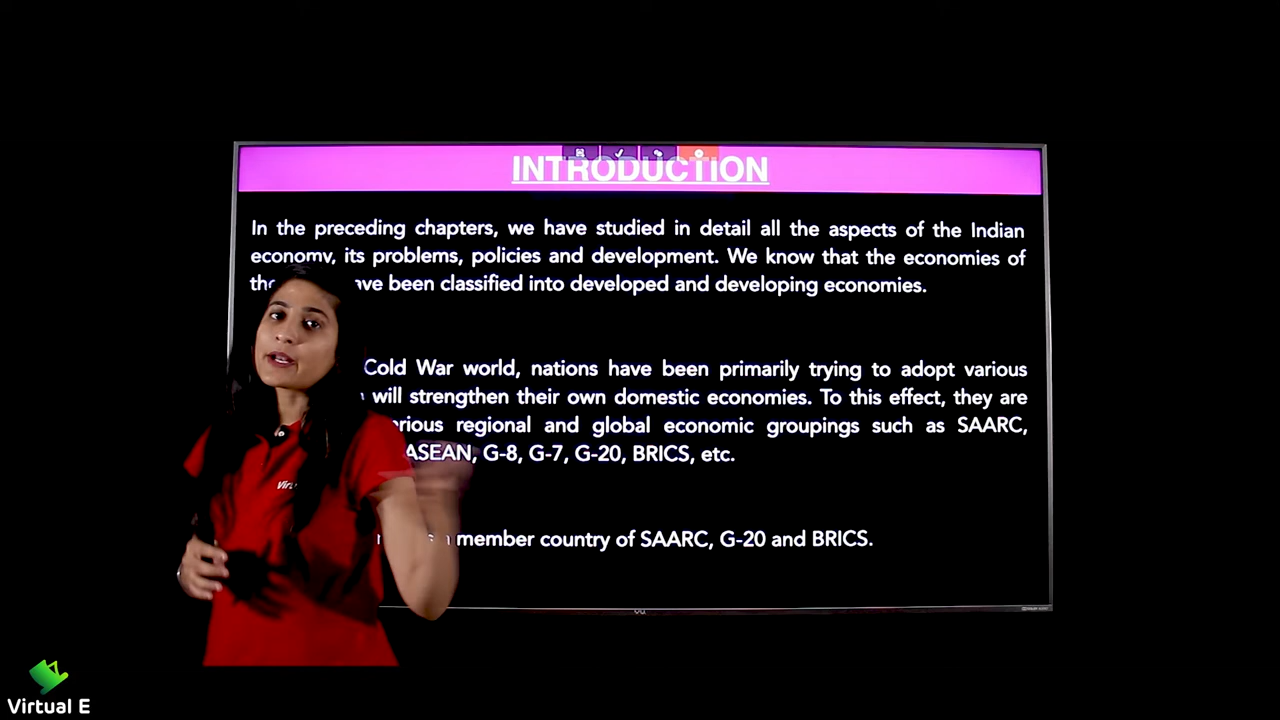 INTRODUCTION
In the preceding chapters, we have studied in detail all the aspects of the Indian
economy, its problems, policies and development. We know that the economies of
have been classified into developed and developing economies.
Cold War world, nations have been primarily trying to adopt various
will strengthen their own domestic economies. To this effect, they are
regional and global economic groupings such as SAARC,
ASEAN, G-8, G-7, G-20, BRICS, etc.
member country of SAARC, G-20 and BRICS.
Virtual E